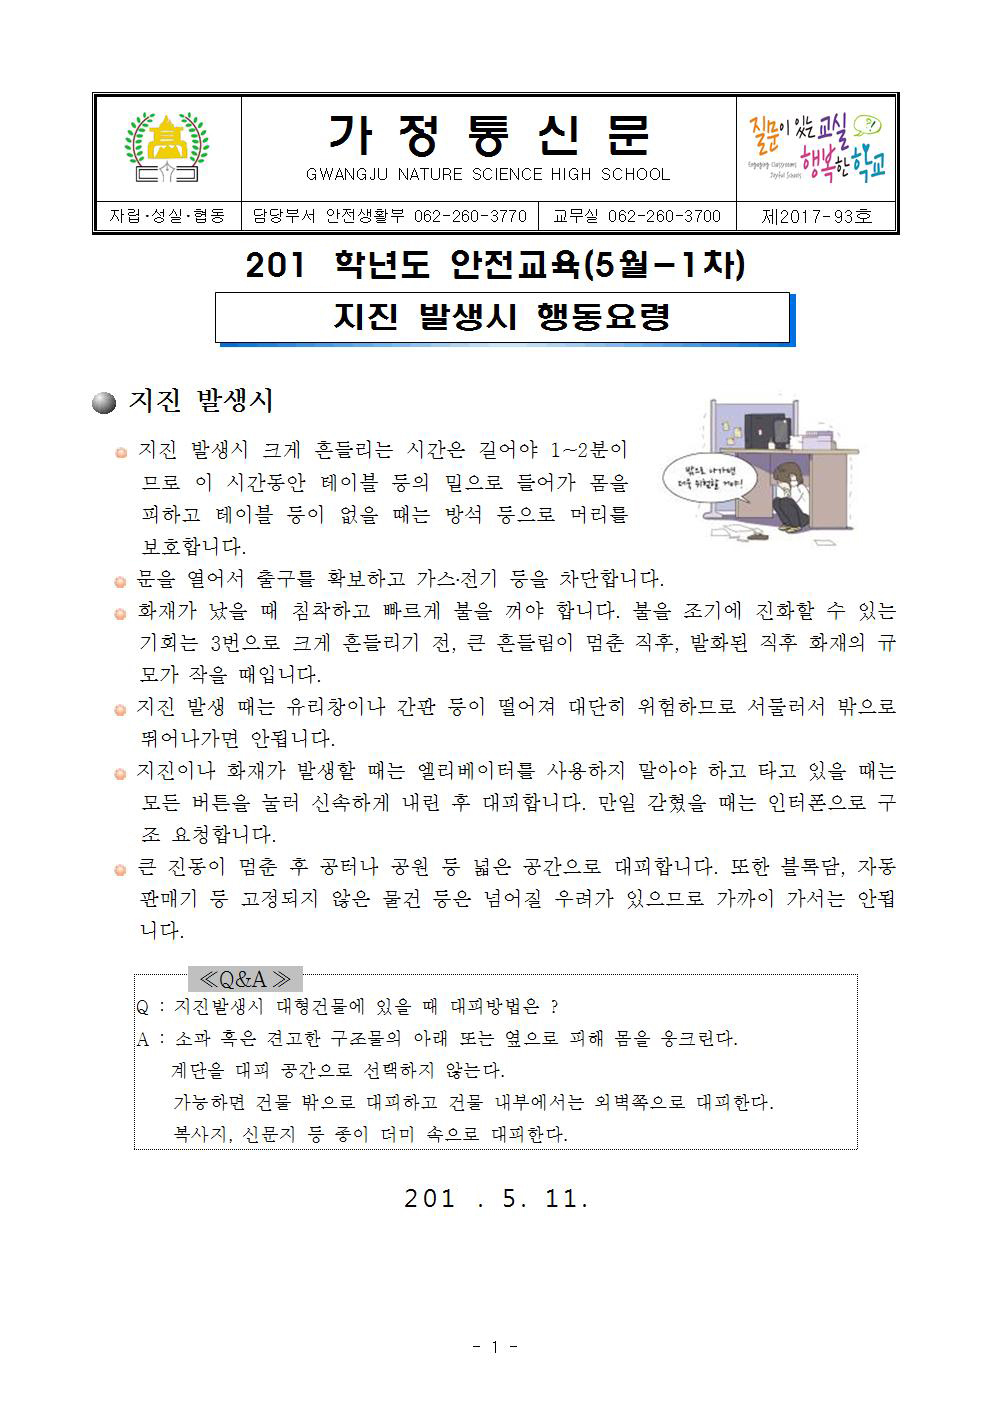 가 정 통 신 문
GWANGJU NATURE SCIENCE HIGH SCHOOL
질문이 있는 교실
Engaging Classrooms
행복한 학교
Joyful Schools
자립·성실·협동
담당부서 안전생활부 062-260-3770
교무실 062-260-3700
제2017-93호
201 학년도 안전교육(5월-1차)
지진 발생시 행동요령
지진 발생시
지진 발생시 크게 흔들리는 시간은 길어야 1~2분이
므로 이 시간동안 테이블 등의 밑으로 들어가 몸을
피하고 테이블 등이 없을 때는 방석 등으로 머리를
보호합니다.
밖으로 나가면
더욱 위험할 거야!
문을 열어서 출구를 확보하고 가스·전기 등을 차단합니다.
화재가 났을 때 침착하고 빠르게 불을 꺼야 합니다. 불을 조기에 진화할 수 있는
기회는 3번으로 크게 흔들리기 전, 큰 흔들림이 멈춘 직후, 발화된 직후 화재의 규
모가 작을 때입니다.
지진 발생 때는 유리창이나 간판 등이 떨어져 대단히 위험하므로 서둘러서 밖으로
뛰어나가면 안됩니다.
지진이나 화재가 발생할 때는 엘리베이터를 사용하지 말아야 하고 타고 있을 때는
모든 버튼을 눌러 신속하게 내린 후 대피합니다. 만일 갇혔을 때는 인터폰으로 구
조 요청합니다.
큰 진동이 멈춘 후 공터나 공원 등 넓은 공간으로 대피합니다. 또한 블록담, 자동
판매기 등 고정되지 않은 물건 등은 넘어질 우려가 있으므로 가까이 가서는 안됩
니다.
≪Q&A≫
Q : 지진발생시 대형건물에 있을 때 대피방법은 ?
A : 소파 혹은 견고한 구조물의 아래 또는 옆으로 피해 몸을 웅크린다.
계단을 대피 공간으로 선택하지 않는다.
가능하면 건물 밖으로 대피하고 건물 내부에서는 외벽쪽으로 대피한다.
복사지, 신문지 등 종이 더미 속으로 대피한다.
201 . 5. 11.
- 1 -